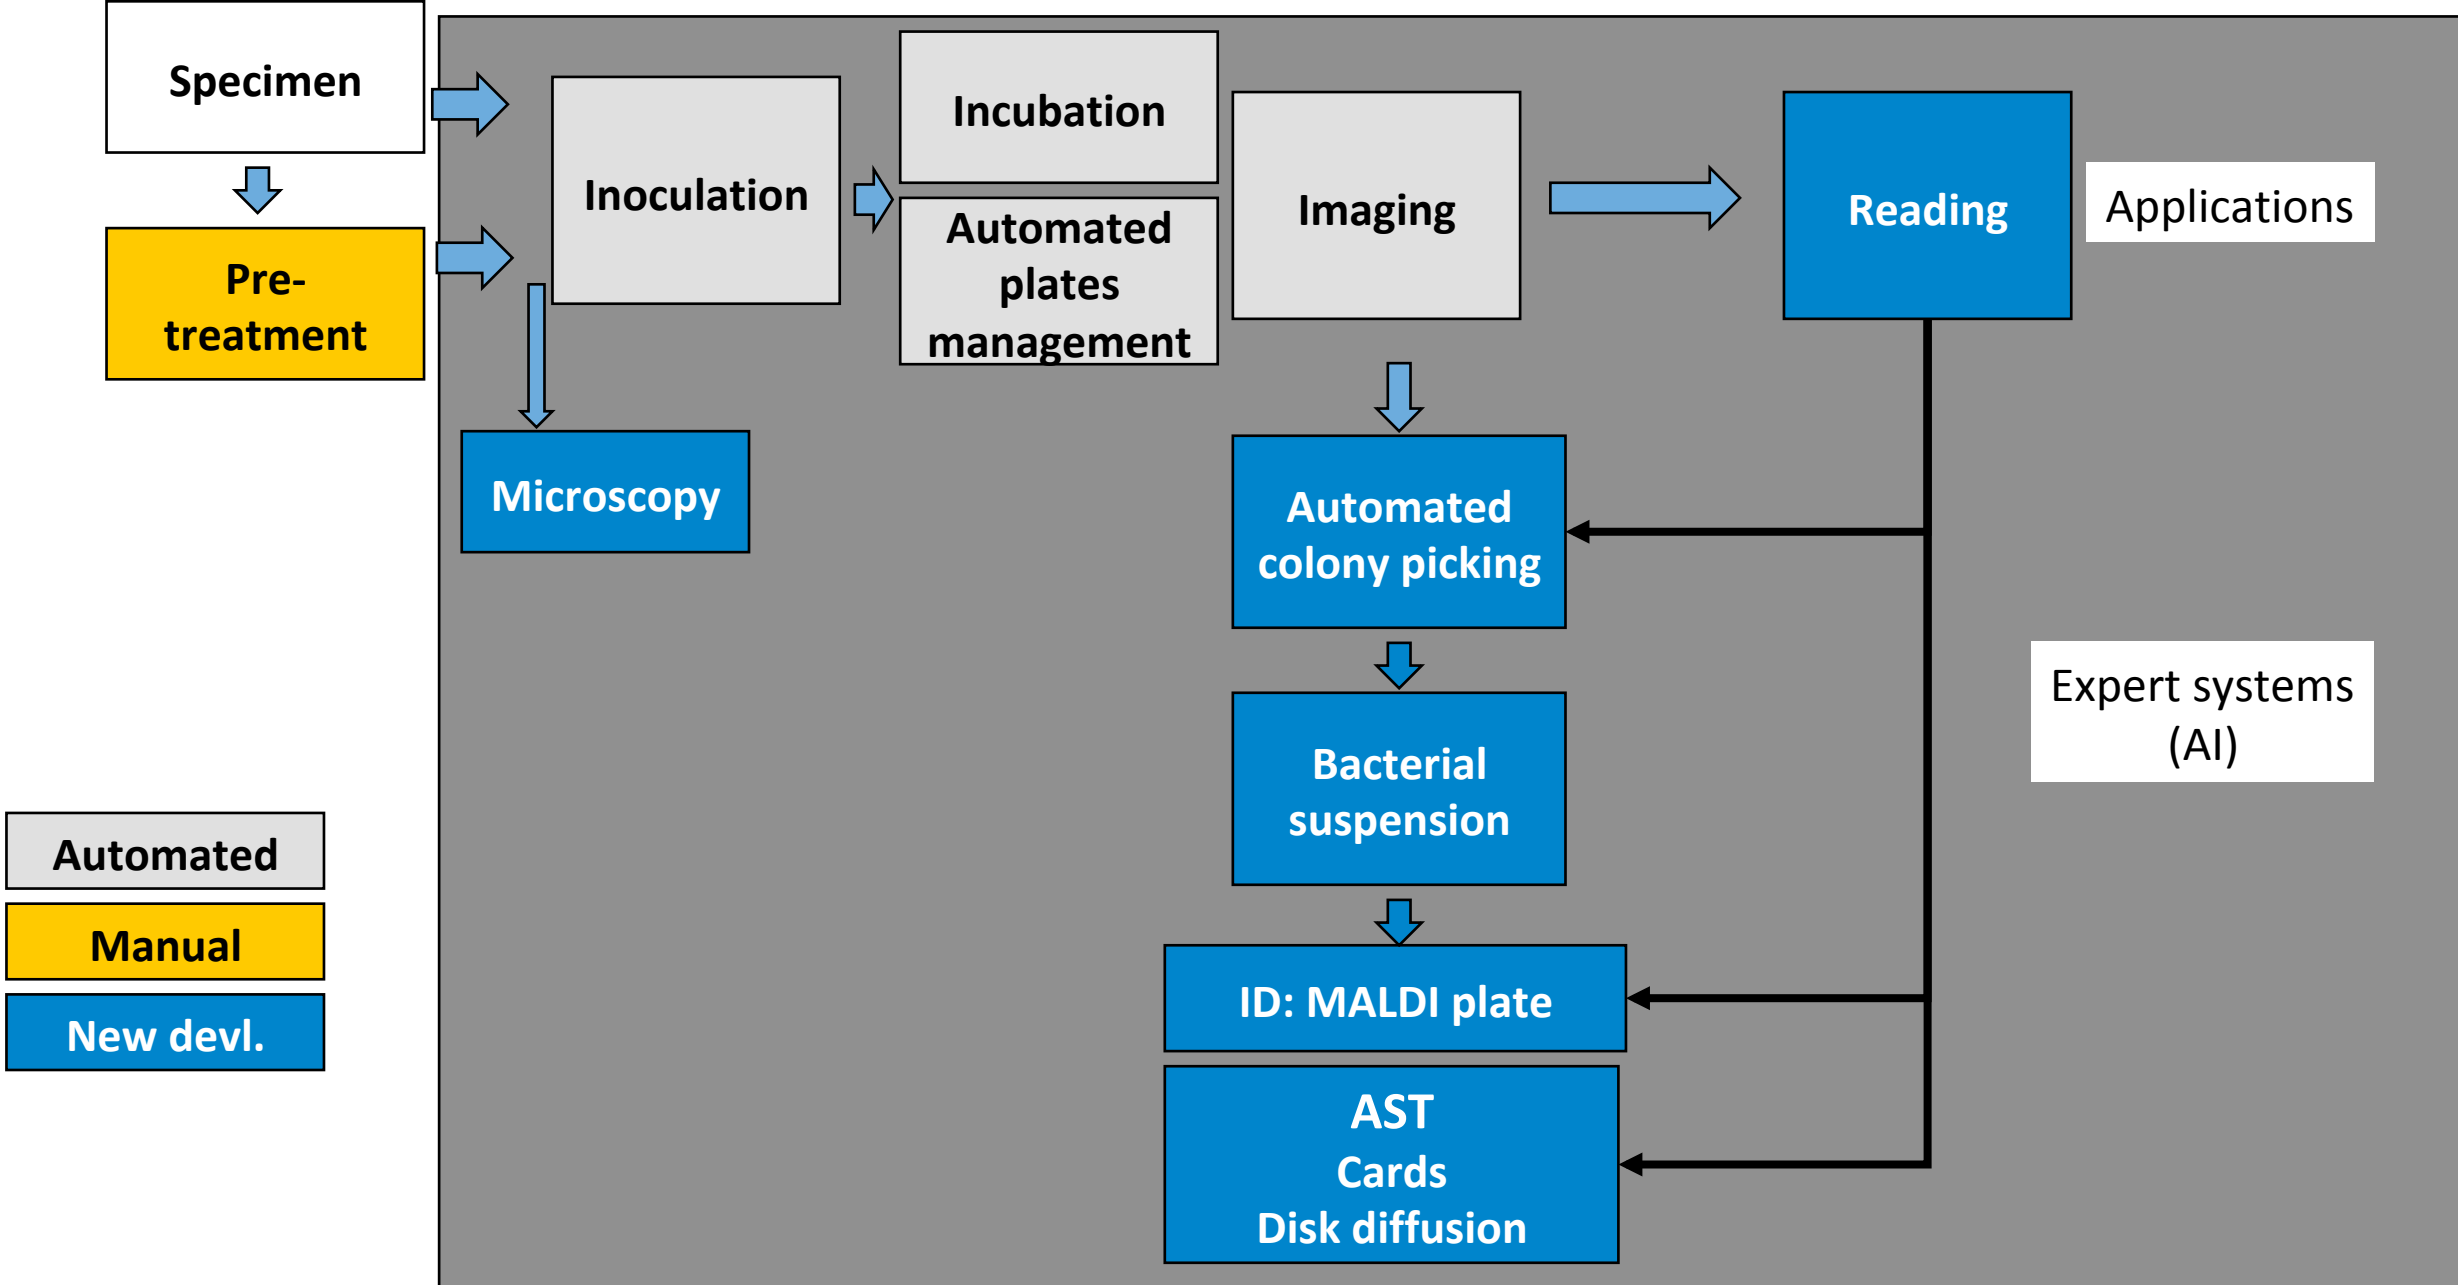 Specimen
Pre-
treatment
Inoculation
Microscopy
Incubation
Automated
plates
management
Imaging
Reading
Applications
Automated
colony picking
Bacterial
suspension
ID: MALDI plate
AST
Cards
Disk diffusion
Expert systems
(AI)
Automated
Manual
New devl.